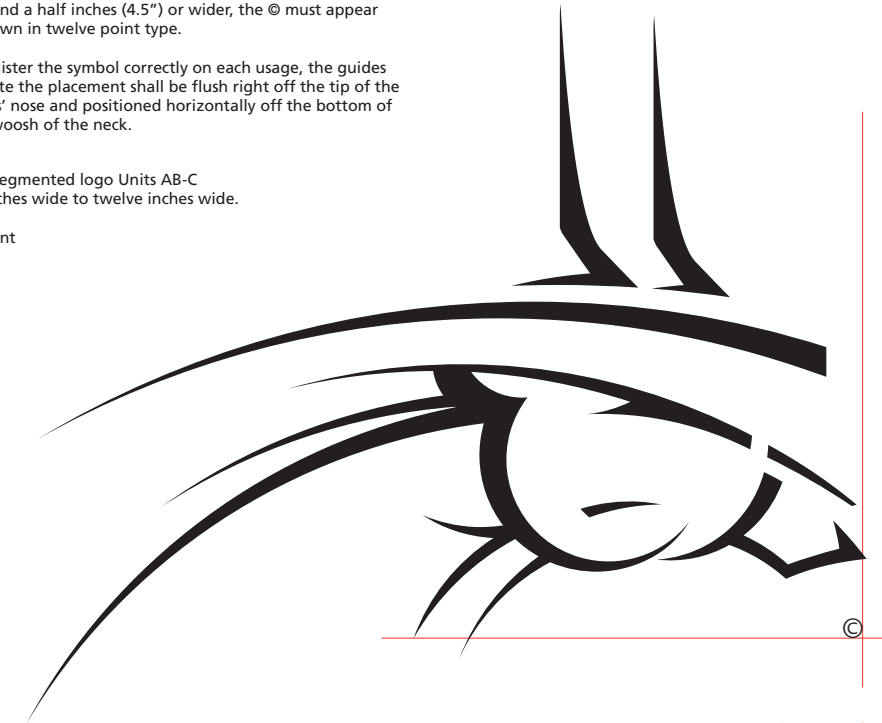 nd a half inches (4.5”) or wider, the © must appear
wn in twelve point type.
ister the symbol correctly on each usage, the guides
te the placement shall be flush right off the tip of the
s’ nose and positioned horizontally off the bottom of
woosh of the neck.
egmented logo Units AB-C
ches wide to twelve inches wide.
nt
©